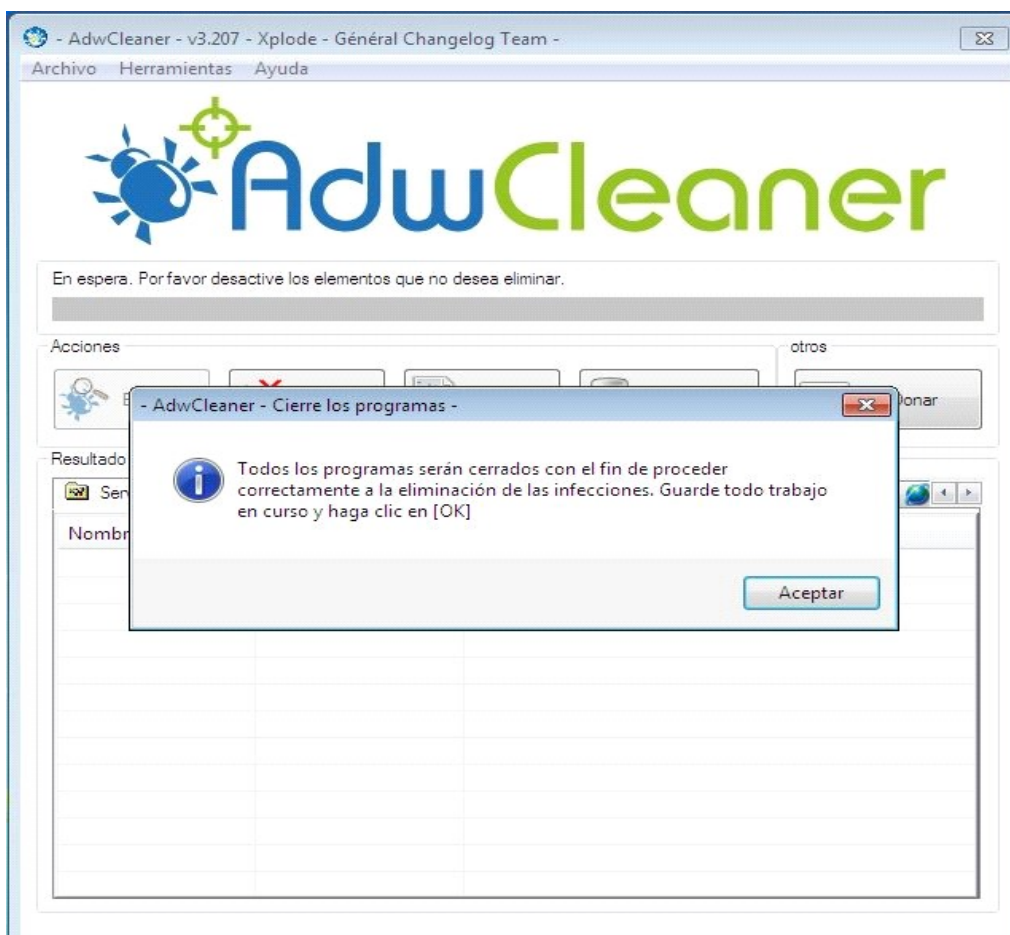 - AdwCleaner - v3.207 - Xplode - Général Changelog Team -
Archivo Herramientas Ayuda
AdwCleaner
En espera. Por favor desactive los elementos que no desea eliminar.
Acciones
otros
Donar
- AdwCleaner - Cierre los programas -
Resultado
Todos los programas serán cerrados con el fin de proceder
correctamente a la eliminación de las infecciones. Guarde todo trabajo
en curso y haga clic en [OK]
Ser
Nombr
Aceptar